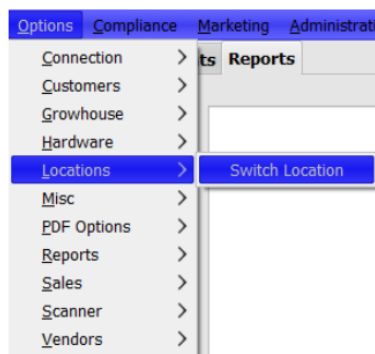 Options Compliance Marketing Administrati
Connection ts Reports
Customers
Growhouse
Hardware
Locations Switch Location
Misc
PDF Options
Reports
Sales
Scanner
Vendors